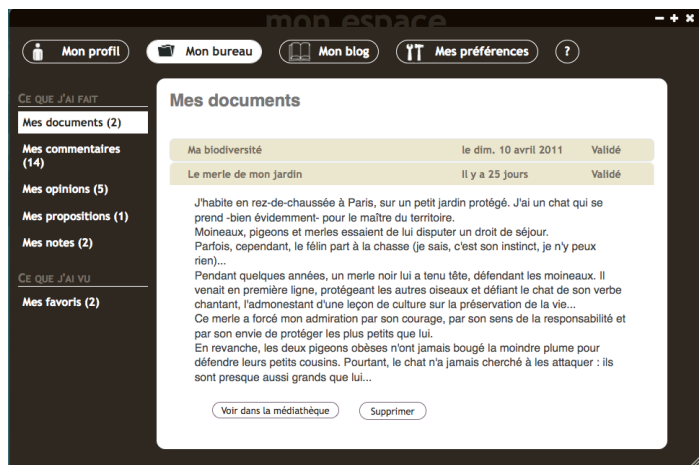 mon espace
− + ×
Mon profil
Mon bureau
Mon blog
Mes préférences
?
CE QUE J'AI FAIT
Mes documents (2)
Mes commentaires
(14)
Mes opinions (5)
Mes propositions (1)
Mes notes (2)
CE QUE J'AI VU
Mes favoris (2)
Mes documents
Ma biodiversité le dim. 10 avril 2011 Validé
Le merle de mon jardin Il y a 25 jours Validé
J'habite en rez-de-chaussée à Paris, sur un petit jardin protégé. J'ai un chat qui se
prend -bien évidemment- pour le maître du territoire.
Moineaux, pigeons et merles essaient de lui disputer un droit de séjour.
Parfois, cependant, le félin part à la chasse (je sais, c'est son instinct, je n'y peux
rien)...
Pendant quelques années, un merle noir lui a tenu tête, défendant les moineaux. Il
venait en première ligne, protégeant les autres oiseaux et défiant le chat de son verbe
chantant, l'admonestant d'une leçon de culture sur la préservation de la vie...
Ce merle a forcé mon admiration par son courage, par son sens de la responsabilité et
par son envie de protéger les plus petits que lui.
En revanche, les deux pigeons obèses n'ont jamais bougé la moindre plume pour
défendre leurs petits cousins. Pourtant, le chat n'a jamais cherché à les attaquer : ils
sont presque aussi grands que lui...
Voir dans la médiathèque
Supprimer